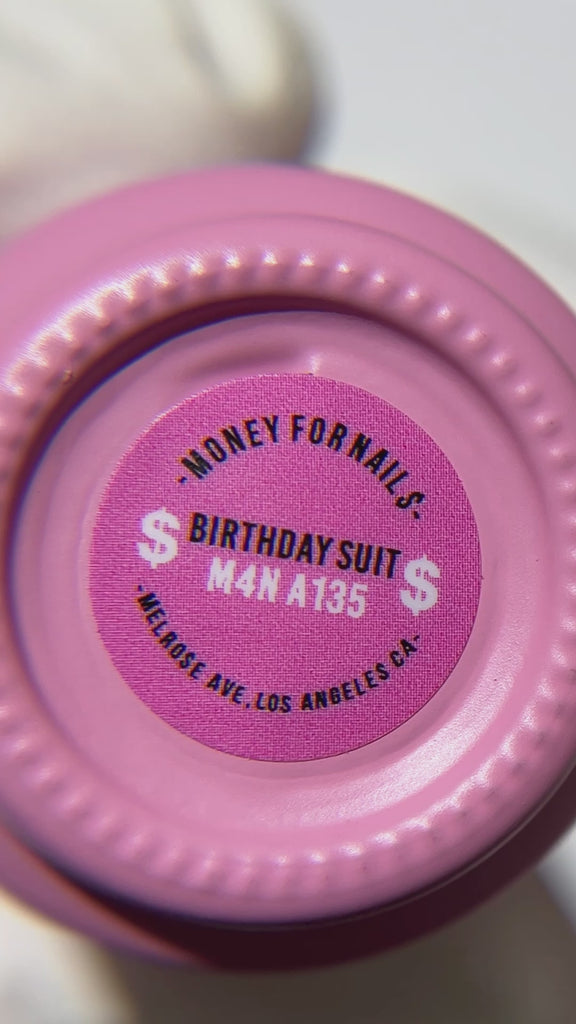 -MONEY FOR NAILS-
$ BIRTHDAY SUIT $
M4N A135
-MELROSE AVE. LOS ANGELES CA-